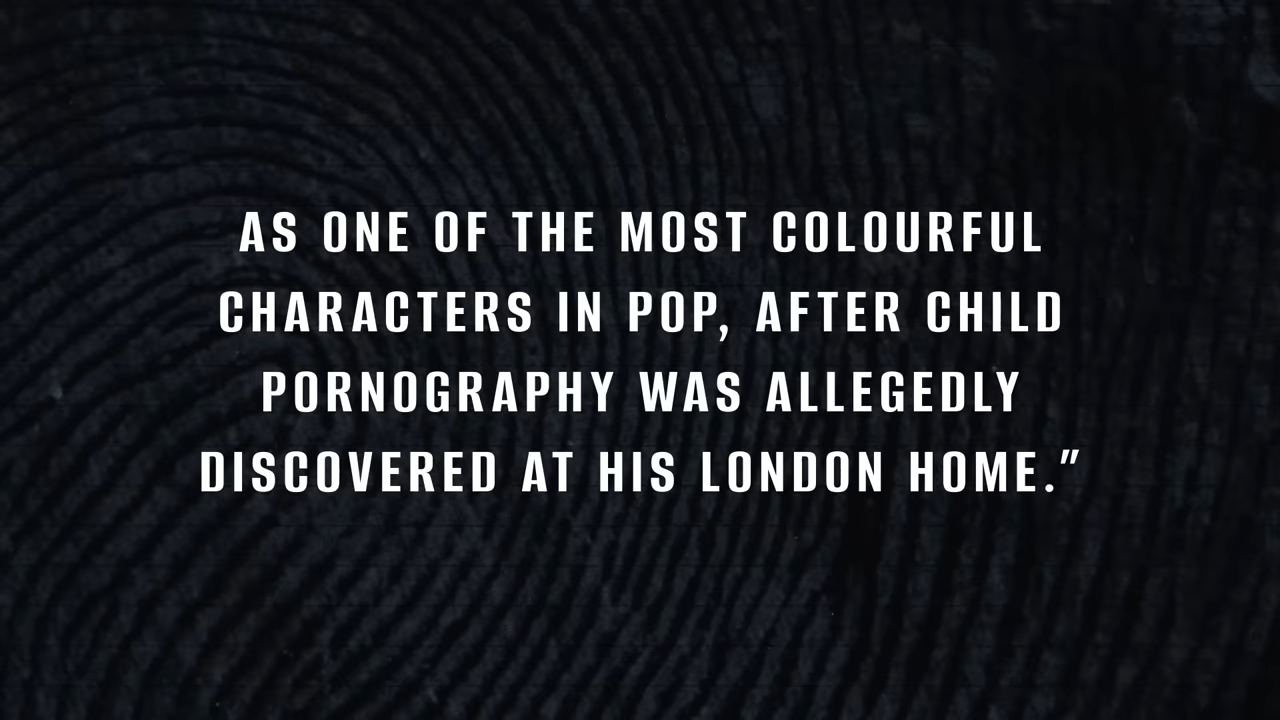 AS ONE OF THE MOST COLOURFUL
CHARACTERS IN POP, AFTER CHILD
PORNOGRAPHY WAS ALLEGEDLY
DISCOVERED AT HIS LONDON HOME."